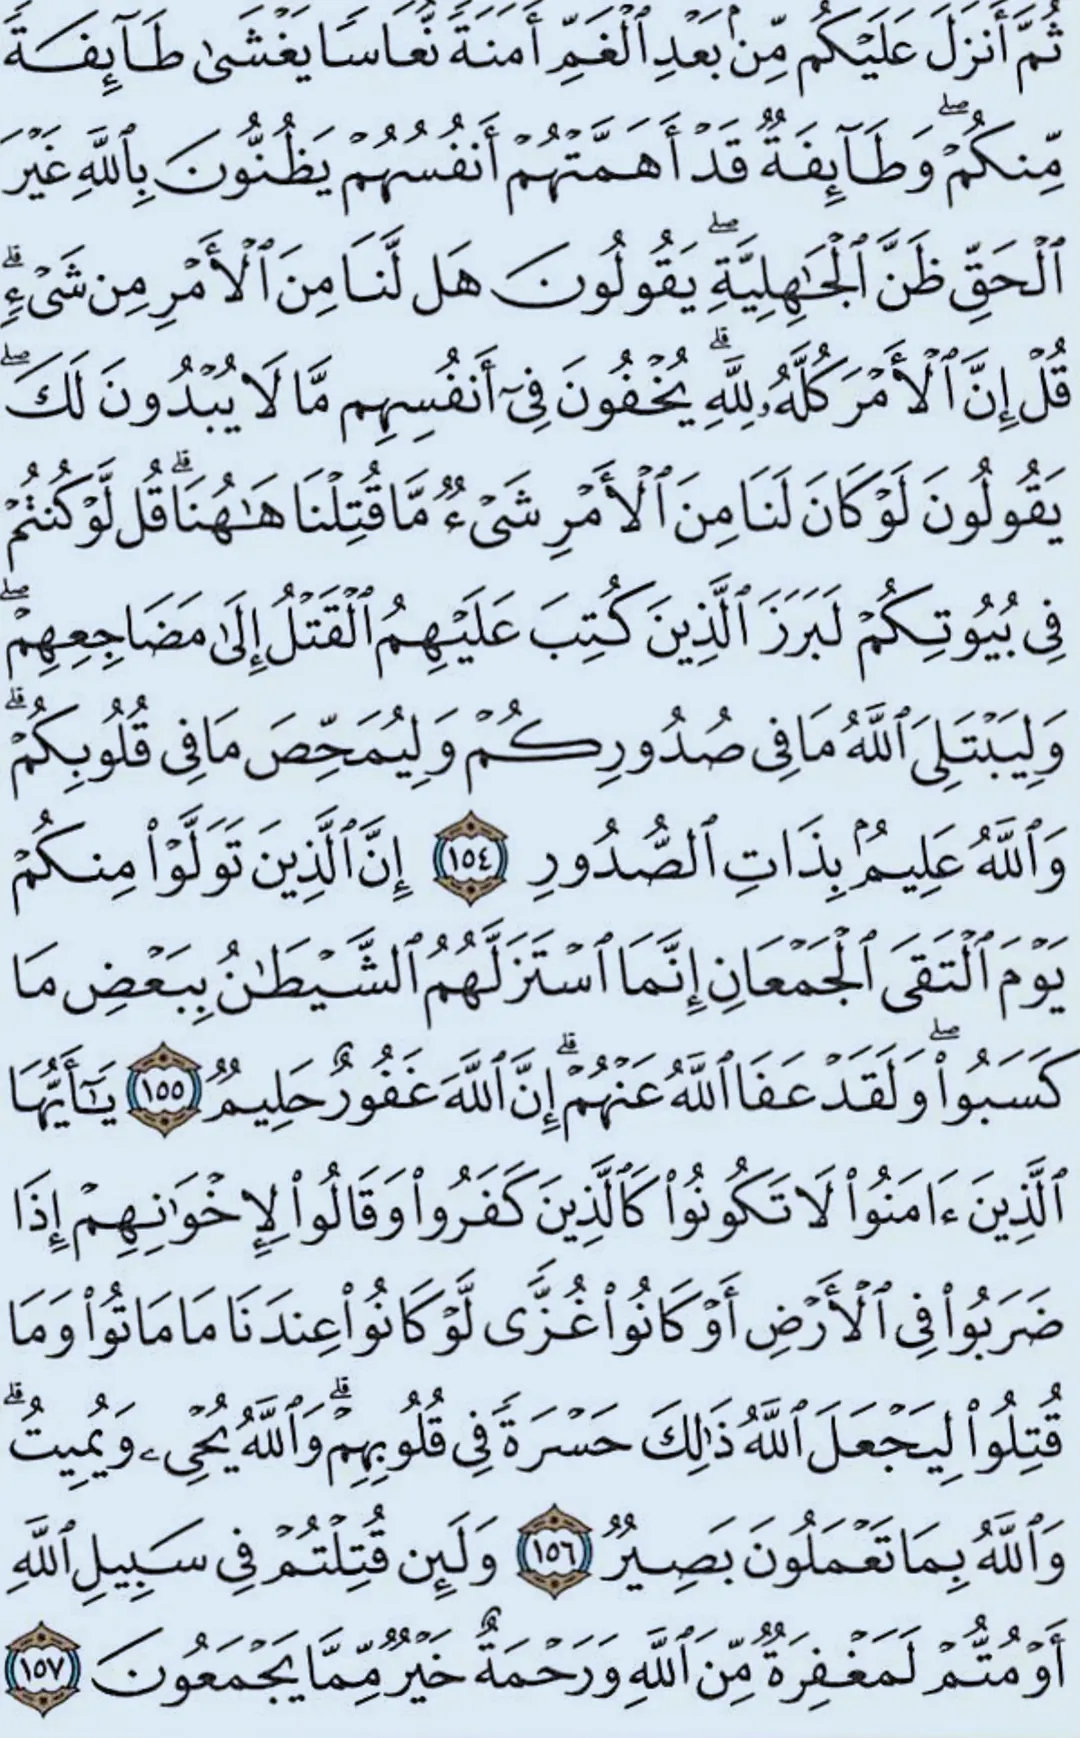 ثُمَّ أَنزَلَ عَلَيْكُم مِّنۢ بَعْدِ ٱلْغَمِّ أَمَنَةً نُّعَاسًا يَغْشَىٰ طَآئِفَةً
مِّنكُمْ ۖ وَطَآئِفَةٌ قَدْ أَهَمَّتْهُمْ أَنفُسُهُمْ يَظُنُّونَ بِٱللَّهِ غَيْرَ
ٱلْحَقِّ ظَنَّ ٱلْجَٰهِلِيَّةِ ۖ يَقُولُونَ هَل لَّنَا مِنَ ٱلْأَمْرِ مِن شَىْءٍ ۗ
قُلْ إِنَّ ٱلْأَمْرَ كُلَّهُۥ لِلَّهِ ۗ يُخْفُونَ فِىٓ أَنفُسِهِم مَّا لَا يُبْدُونَ لَكَ ۖ
يَقُولُونَ لَوْ كَانَ لَنَا مِنَ ٱلْأَمْرِ شَىْءٌ مَّا قُتِلْنَا هَٰهُنَا ۗ قُل لَّوْ كُنتُمْ
فِى بُيُوتِكُمْ لَبَرَزَ ٱلَّذِينَ كُتِبَ عَلَيْهِمُ ٱلْقَتْلُ إِلَىٰ مَضَاجِعِهِمْ ۖ
وَلِيَبْتَلِىَ ٱللَّهُ مَا فِى صُدُورِكُمْ وَلِيُمَحِّصَ مَا فِى قُلُوبِكُمْ ۗ
وَٱللَّهُ عَلِيمٌۢ بِذَاتِ ٱلصُّدُورِ ١٥٤ إِنَّ ٱلَّذِينَ تَوَلَّوْا۟ مِنكُمْ
يَوْمَ ٱلْتَقَى ٱلْجَمْعَانِ إِنَّمَا ٱسْتَزَلَّهُمُ ٱلشَّيْطَٰنُ بِبَعْضِ مَا
كَسَبُوا۟ ۖ وَلَقَدْ عَفَا ٱللَّهُ عَنْهُمْ ۗ إِنَّ ٱللَّهَ غَفُورٌ حَلِيمٌ ١٥٥ يَٰٓأَيُّهَا
ٱلَّذِينَ ءَامَنُوا۟ لَا تَكُونُوا۟ كَٱلَّذِينَ كَفَرُوا۟ وَقَالُوا۟ لِإِخْوَٰنِهِمْ إِذَا
ضَرَبُوا۟ فِى ٱلْأَرْضِ أَوْ كَانُوا۟ غُزًّى لَّوْ كَانُوا۟ عِندَنَا مَا مَاتُوا۟ وَمَا
قُتِلُوا۟ لِيَجْعَلَ ٱللَّهُ ذَٰلِكَ حَسْرَةً فِى قُلُوبِهِمْ ۗ وَٱللَّهُ يُحْىِۦ وَيُمِيتُ ۗ
وَٱللَّهُ بِمَا تَعْمَلُونَ بَصِيرٌ ١٥٦ وَلَئِن قُتِلْتُمْ فِى سَبِيلِ ٱللَّهِ
أَوْ مُتُّمْ لَمَغْفِرَةٌ مِّنَ ٱللَّهِ وَرَحْمَةٌ خَيْرٌ مِّمَّا يَجْمَعُونَ ١٥٧